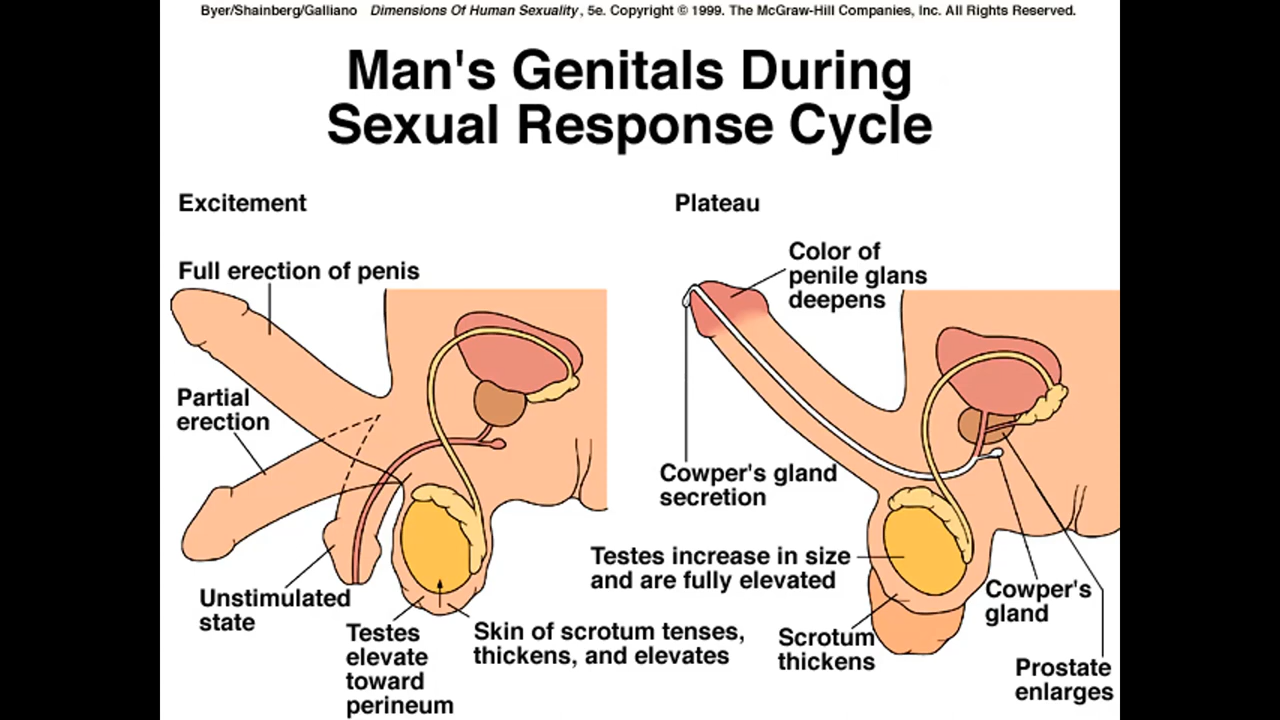 Byer/Shainberg/Galliano Dimensions Of Human Sexuality, 5e. Copyright © 1999. The McGraw-Hill Companies, Inc. All Rights Reserved.
Man's Genitals During
Sexual Response Cycle
Excitement
Full erection of penis
Partial
erection
Unstimulated
state
Testes
elevate
toward
perineum
Skin of scrotum tenses,
thickens, and elevates
Plateau
Color of
penile glans
deepens
Cowper's gland
secretion
Testes increase in size
and are fully elevated
Scrotum
thickens
Cowper's
gland
Prostate
enlarges